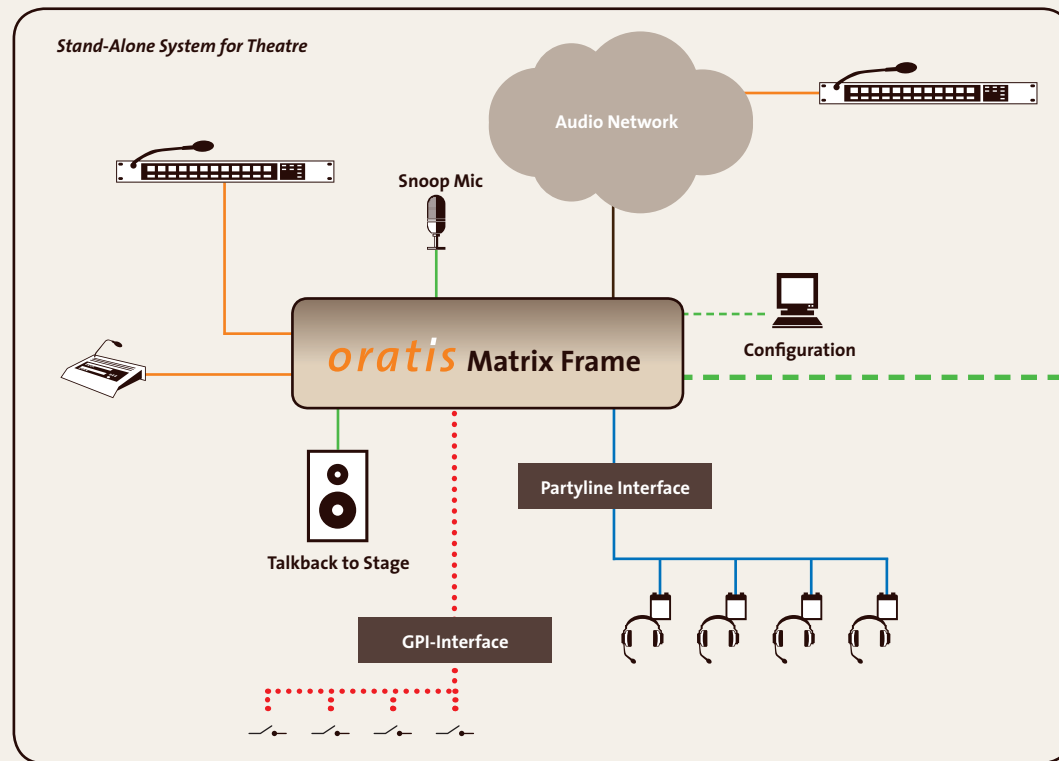 Stand-Alone System for Theatre
Audio Network
Snoop Mic
oratis Matrix Frame
Configuration
Partyline Interface
Talkback to Stage
GPI-Interface